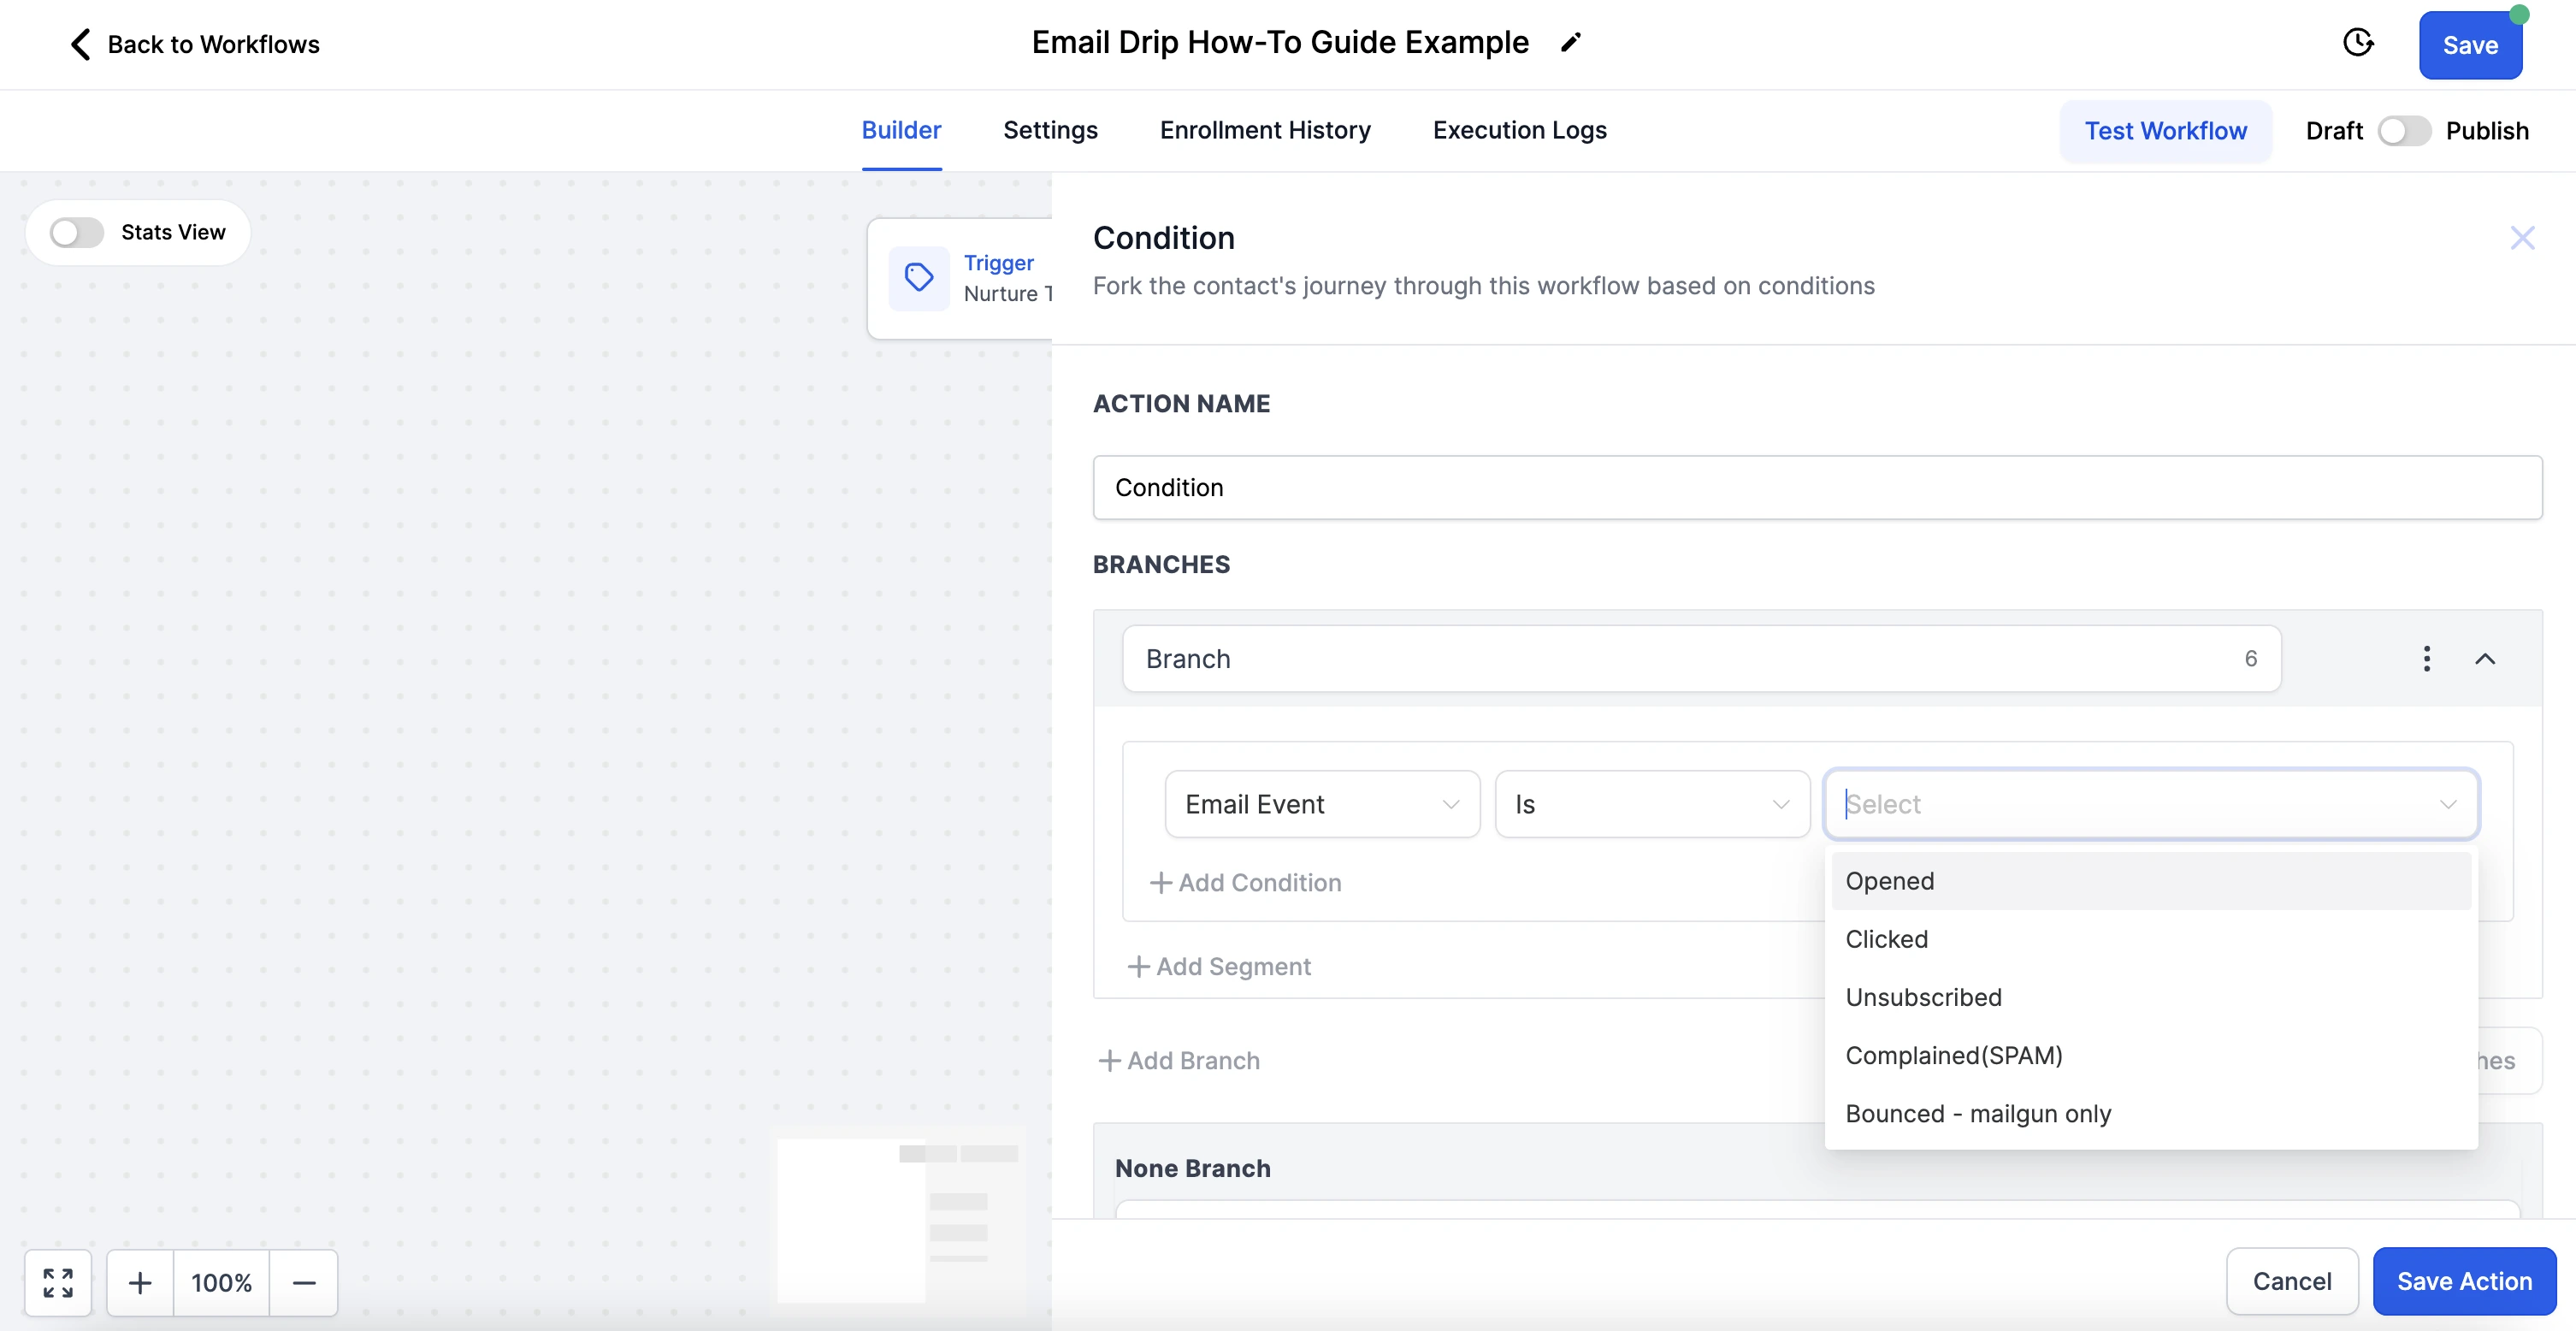 Back to Workflows
Email Drip How-To Guide Example
Save
Builder
Settings
Enrollment History
Execution Logs
Test Workflow
Draft
Publish
Stats View
Trigger
Nurture T
Condition
Fork the contact's journey through this workflow based on conditions
ACTION NAME
Condition
BRANCHES
Branch
6
Email Event
Is
Select
Add Condition
Opened
Clicked
Add Segment
Unsubscribed
Complained(SPAM)
Add Branch
hes
Bounced - mailgun only
None Branch
100%
Cancel
Save Action